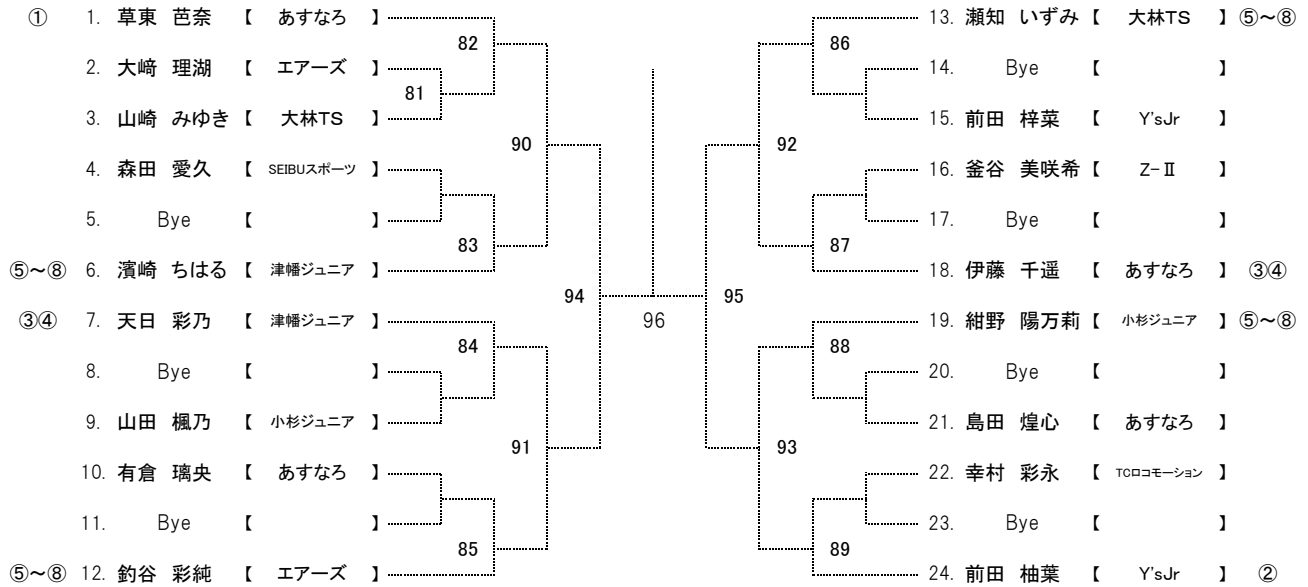 ① 1. 草東 芭奈 【 あすなろ 】
82
2. 大﨑 理湖 【 エアーズ 】
81
3. 山崎 みゆき 【 大林TS 】
90
4. 森田 愛久 【 SEIBUスポーツ 】
5. Bye 【 】
83
⑤～⑧ 6. 濱崎 ちはる 【 津幡ジュニア 】
94
③④ 7. 天日 彩乃 【 津幡ジュニア 】
84
8. Bye 【 】
9. 山田 楓乃 【 小杉ジュニア 】
91
10. 有倉 璃央 【 あすなろ 】
11. Bye 【 】
85
⑤～⑧ 12. 釣谷 彩純 【 エアーズ 】
96
13. 瀬知 いずみ 【 大林TS 】 ⑤～⑧
86
14. Bye 【 】
15. 前田 梓菜 【 Y'sJr 】
92
16. 釜谷 美咲希 【 Z-Ⅱ 】
17. Bye 【 】
87
18. 伊藤 千遥 【 あすなろ 】 ③④
95
19. 紺野 陽万莉 【 小杉ジュニア 】 ⑤～⑧
88
20. Bye 【 】
21. 島田 煌心 【 あすなろ 】
93
22. 幸村 彩永 【 TCロコモーション 】
23. Bye 【 】
89
24. 前田 柚葉 【 Y'sJr 】 ②